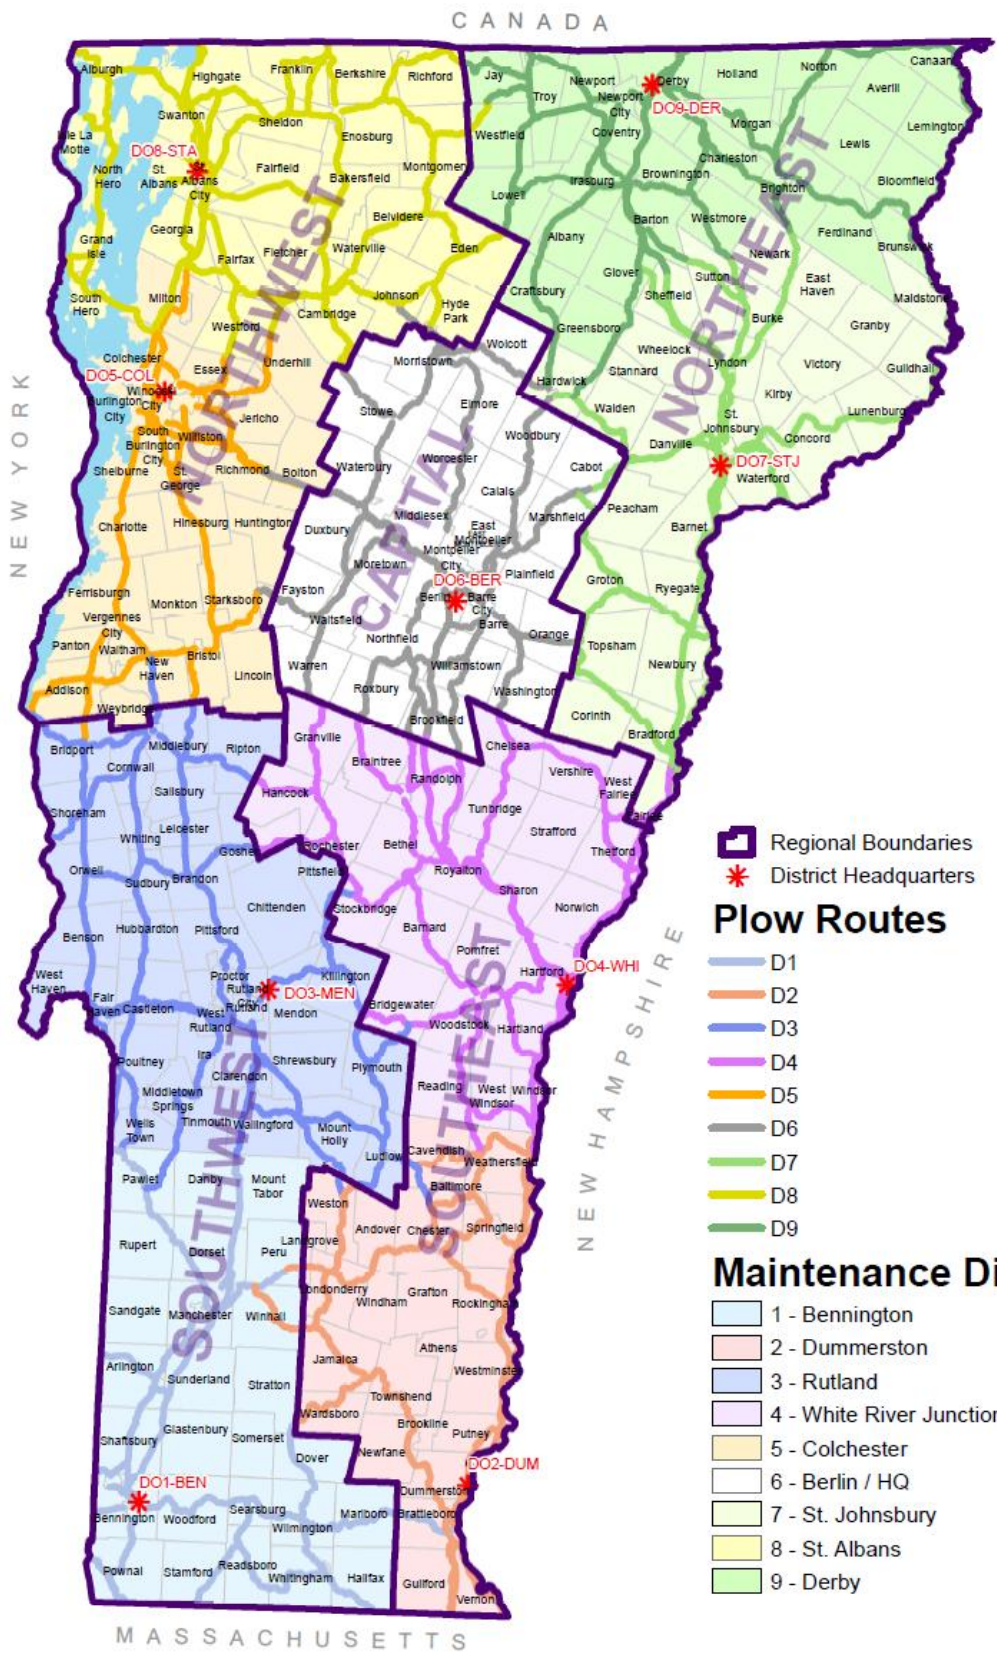 CANADA
Alburgh
Highgate
Franklin
Berkshire
Richford
Jay
Troy
Newport
Newport
City
Derby
DO9-DER
Holland
Norton
Canaan
Averill
Swanton
Sheldon
Enosburg
Westfield
Coventry
Morgan
Lewis
Lemington
Isle La
Motte
DO8-STA
North
Hero
St.
Albans
St.
Albans
City
Fairfield
Bakersfield
Montgomery
Lowell
Irasburg
Brownington
Charleston
Brighton
Bloomfield
Georgia
Belvidere
Albany
Barton
Westmore
Ferdinand
Brunswick
Grand
Isle
Fairfax
Fletcher
Waterville
Eden
Glover
Newark
South
Hero
Milton
Johnson
Hyde
Park
Craftsbury
Sheffield
Sutton
East
Haven
Maldstone
Westford
Cambridge
Greensboro
Burke
Granby
NORTHWEST
NORTHEAST
Wolcott
Colchester
Essex
Underhill
Morristown
Wheelock
Stannard
Lyndon
Victory
Guildhall
DO5-COL
Winooski
City
Burlington
City
Hardwick
Kirby
NEW YORK
Jericho
Stowe
Elmore
Walden
St.
Johnsbury
Lunenburg
South
Burlington
City
Williston
Woodbury
Danville
Concord
Shelburne
St.
George
Richmond
Bolton
Waterbury
Worcester
Cabot
DO7-STJ
Waterford
CAPITAL
Calais
Charlotte
Hinesburg
Huntington
Duxbury
Middlesex
East
Montpelier
Marshfield
Peacham
Barnet
Montpelier
City
Moretown
Plainfield
Ferrisburgh
Monkton
Starksboro
Fayston
DO6-BER
Berlin
Barre
City
Groton
Ryegate
Vergennes
City
Waitsfield
Barre
Panton
Waltham
New
Haven
Bristol
Northfield
Orange
Topsham
Addison
Lincoln
Warren
Williamstown
Newbury
Weybridge
Roxbury
Washington
Brookfield
Corinth
Bridport
Middlebury
Ripton
Granville
Chelsea
Bradford
Cornwall
Braintree
Randolph
Vershire
West
Fairlee
Salisbury
Hancock
Shoreham
Tunbridge
Fairlee
Whiting
Leicester
Goshen
Rochester
Bethel
Strafford
Thetford
Orwell
Sudbury
Brandon
Pittsfield
Royalton
Sharon
Chittenden
Stockbridge
Norwich
Benson
Hubbardton
Pittsford
Barnard
Pomfret
West
Haven
Proctor
Rutland
City
DO3-MEN
Killington
Hartford
DO4-WHI
Fair
Haven
Castleton
West
Rutland
Rutland
Mendon
Bridgewater
Woodstock
Hartland
Poultney
Ira
Clarendon
Shrewsbury
Plymouth
Reading
West
Windsor
Windsor
Middletown
Springs
Tinmouth
Wallingford
Mount
Holly
Wells
Town
Ludlow
Cavendish
Weathersfield
NEW HAMPSHIRE
Pawlet
Danby
Mount
Tabor
Weston
Baltimore
Andover
Chester
Springfield
SOUTHWEST
SOUTHEAST
Rupert
Dorset
Peru
Landgrove
Londonderry
Windham
Grafton
Rockingham
Sandgate
Manchester
Winhall
Athens
Arlington
Sunderland
Stratton
Jamaica
Westminster
Townshend
Wardsboro
Brookline
Putney
Shaftsbury
Glastenbury
Somerset
Dover
Newfane
DO2-DUM
Dummerston
DO1-BEN
Bennington
Woodford
Searsburg
Wilmington
Marlboro
Brattleboro
Pownal
Stamford
Readsboro
Whitingham
Halifax
Guilford
Vernon
MASSACHUSETTS
Regional Boundaries
District Headquarters
Plow Routes
D1
D2
D3
D4
D5
D6
D7
D8
D9
Maintenance Di
1 - Bennington
2 - Dummerston
3 - Rutland
4 - White River Junction
5 - Colchester
6 - Berlin / HQ
7 - St. Johnsbury
8 - St. Albans
9 - Derby